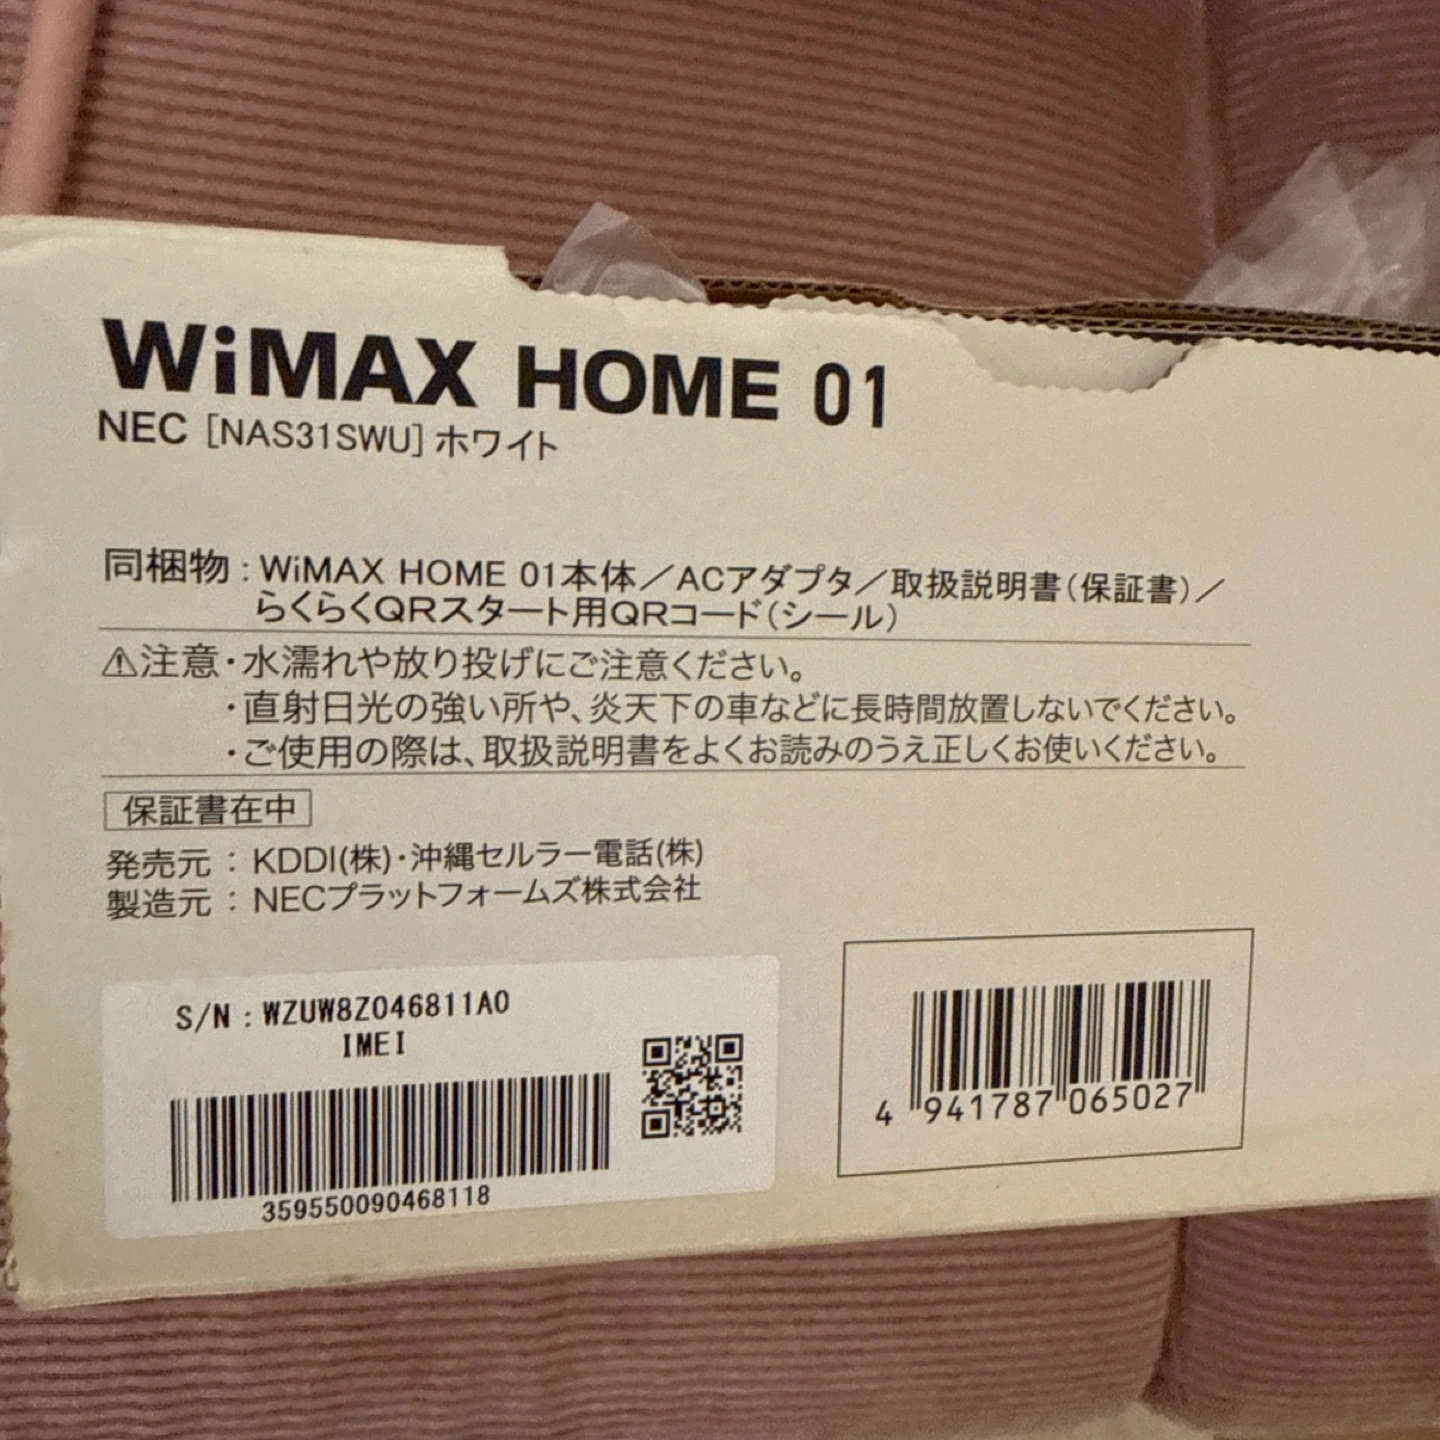 WiMAX HOME 01
NEC [NAS31SWU] ホワイト
同梱物：WiMAX HOME 01本体／ACアダプタ／取扱説明書(保証書)／
らくらくQRスタート用QRコード(シール)
⚠注意・水濡れや放り投げにご注意ください。
・直射日光の強い所や、炎天下の車などに長時間放置しないでください。
・ご使用の際は、取扱説明書をよくお読みのうえ正しくお使いください。
保証書在中
発売元：KDDI(株)・沖縄セルラー電話(株)
製造元：NECプラットフォームズ株式会社
S/N：WZUW8Z046811A0
IMEI
359550090468118
4 941787 065027